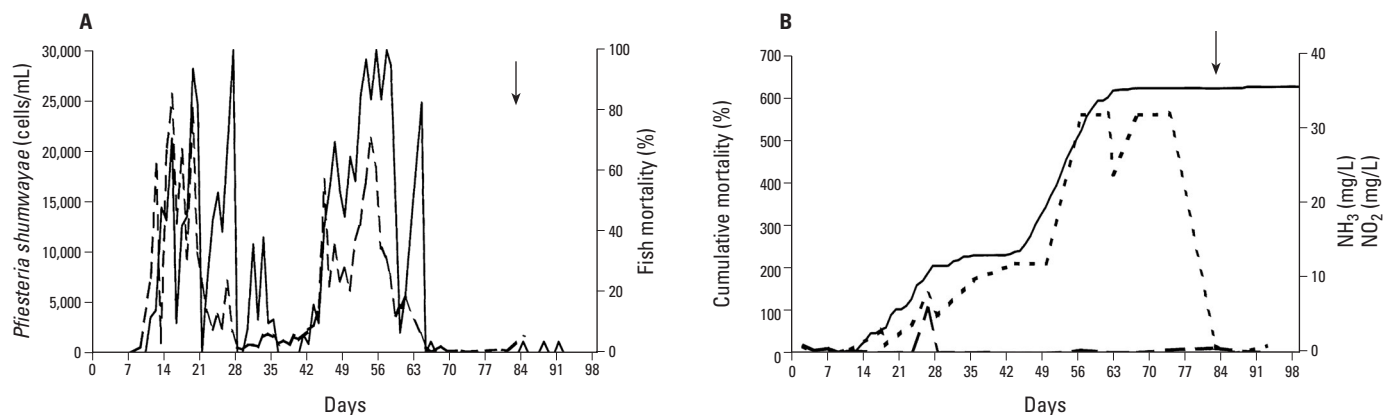 A
Pfiesteria shumwayae (cells/mL)
30,000
25,000
20,000
15,000
10,000
5,000
0
100
80
60
40
20
0
Fish mortality (%)
0 7 14 21 28 35 42 49 56 63 70 77 84 91 98
Days
B
Cumulative mortality (%)
700
600
500
400
300
200
100
0
40
30
20
10
0
NH3 (mg/L)
NO2 (mg/L)
0 7 14 21 28 35 42 49 56 63 70 77 84 91 98
Days